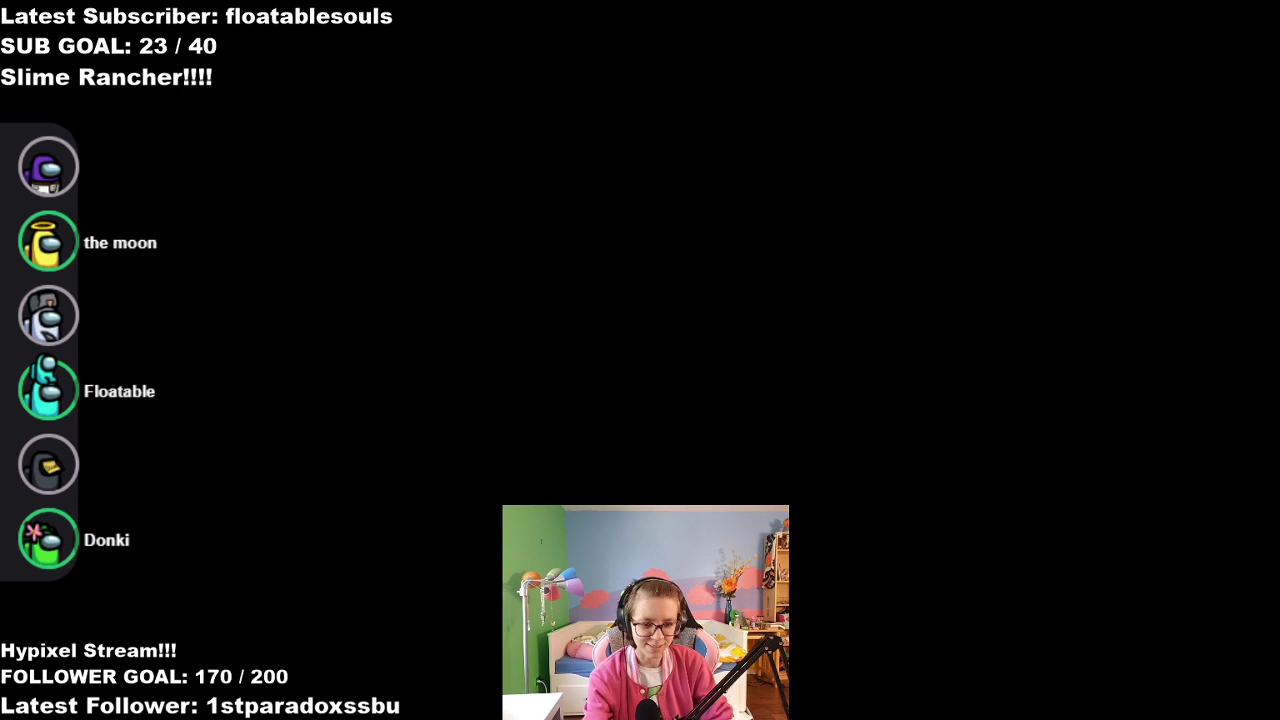 Latest Subscriber: floatablesouls
SUB GOAL: 23 / 40
Slime Rancher!!!!
the moon
Floatable
Donki
Hypixel Stream!!!
FOLLOWER GOAL: 170 / 200
Latest Follower: 1stparadoxssbu